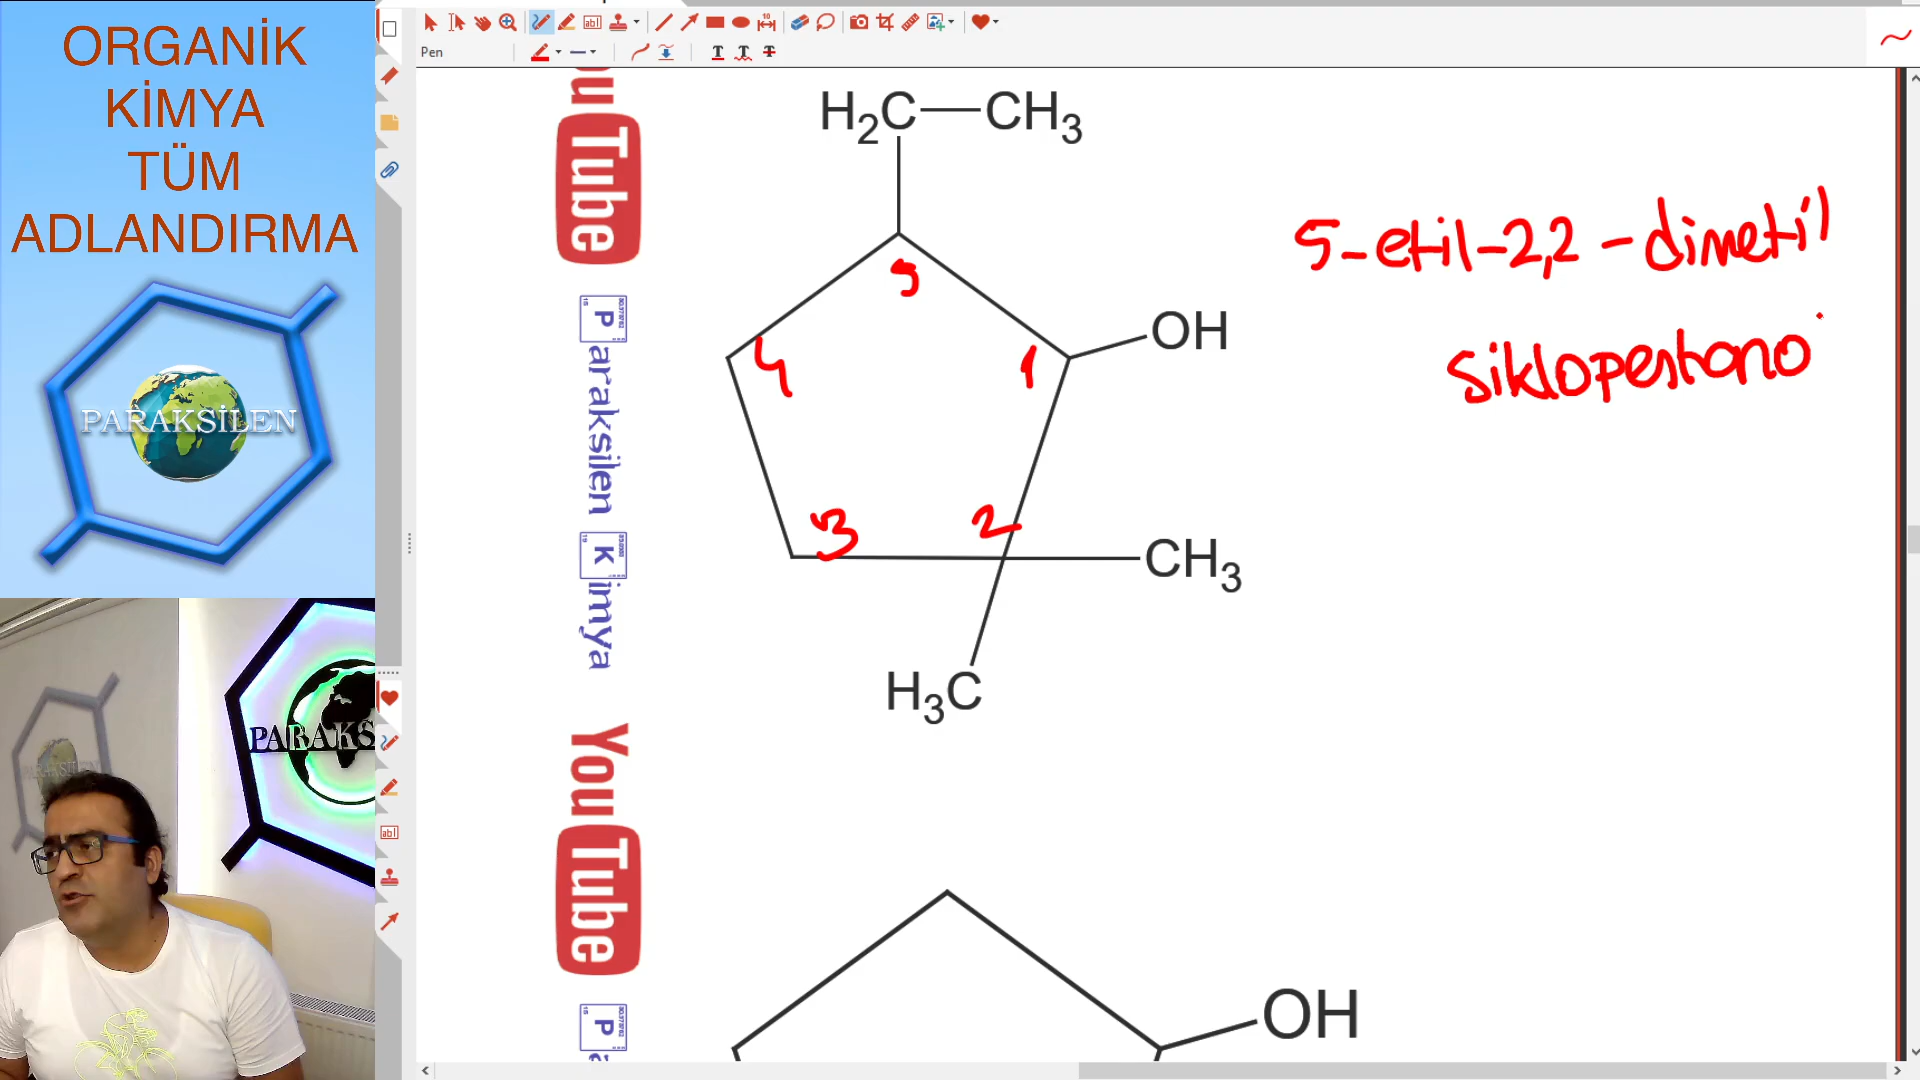 ORGANİK
KİMYA
TÜM
ADLANDIRMA
PARAKSİLEN
PARAKS
Pen
YouTube
Paraksilen Kimya
YouTube
H2C—CH3
OH
CH3
H3C
5
4
1
3
2
5-etil-2,2-dimetil
siklopentano
OH